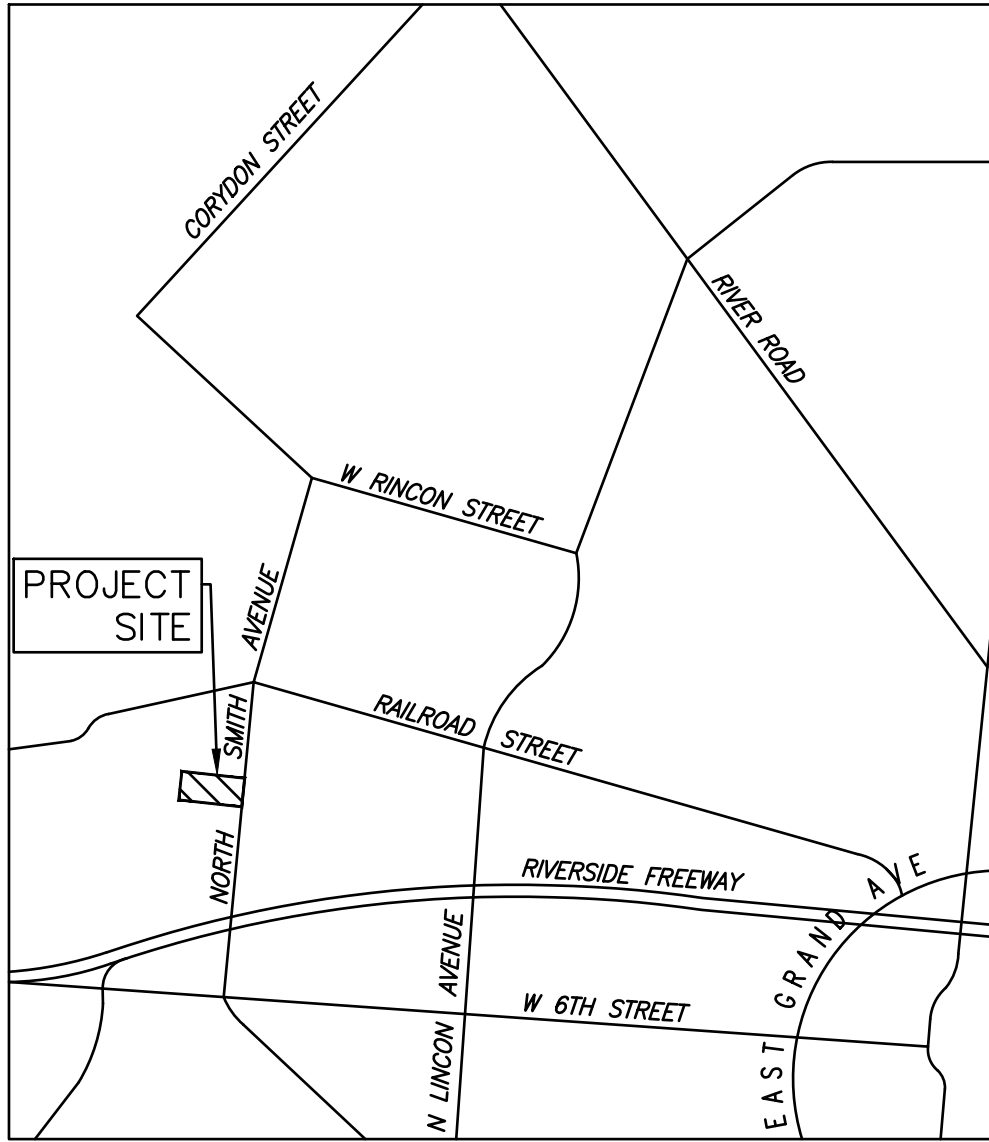 CORYDON STREET
RIVER ROAD
W RINCON STREET
PROJECT
SITE
NORTH SMITH AVENUE
RAILROAD STREET
RIVERSIDE FREEWAY
EAST GRAND AVE
N LINCON AVENUE
W 6TH STREET